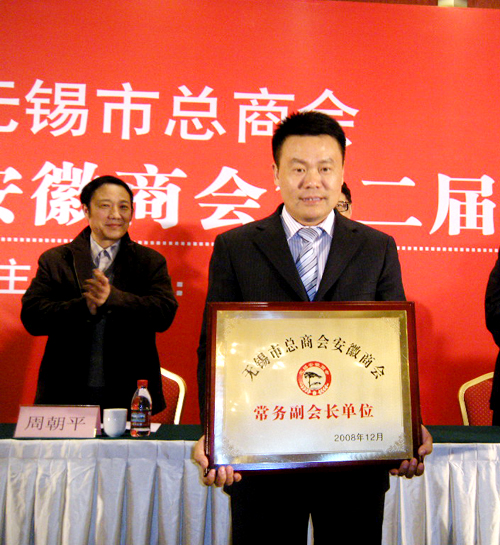 无锡市总商会
安徽商会 二届
主 ：
周朝平
无锡市总商会安徽商会
常务副会长单位
2008年12月